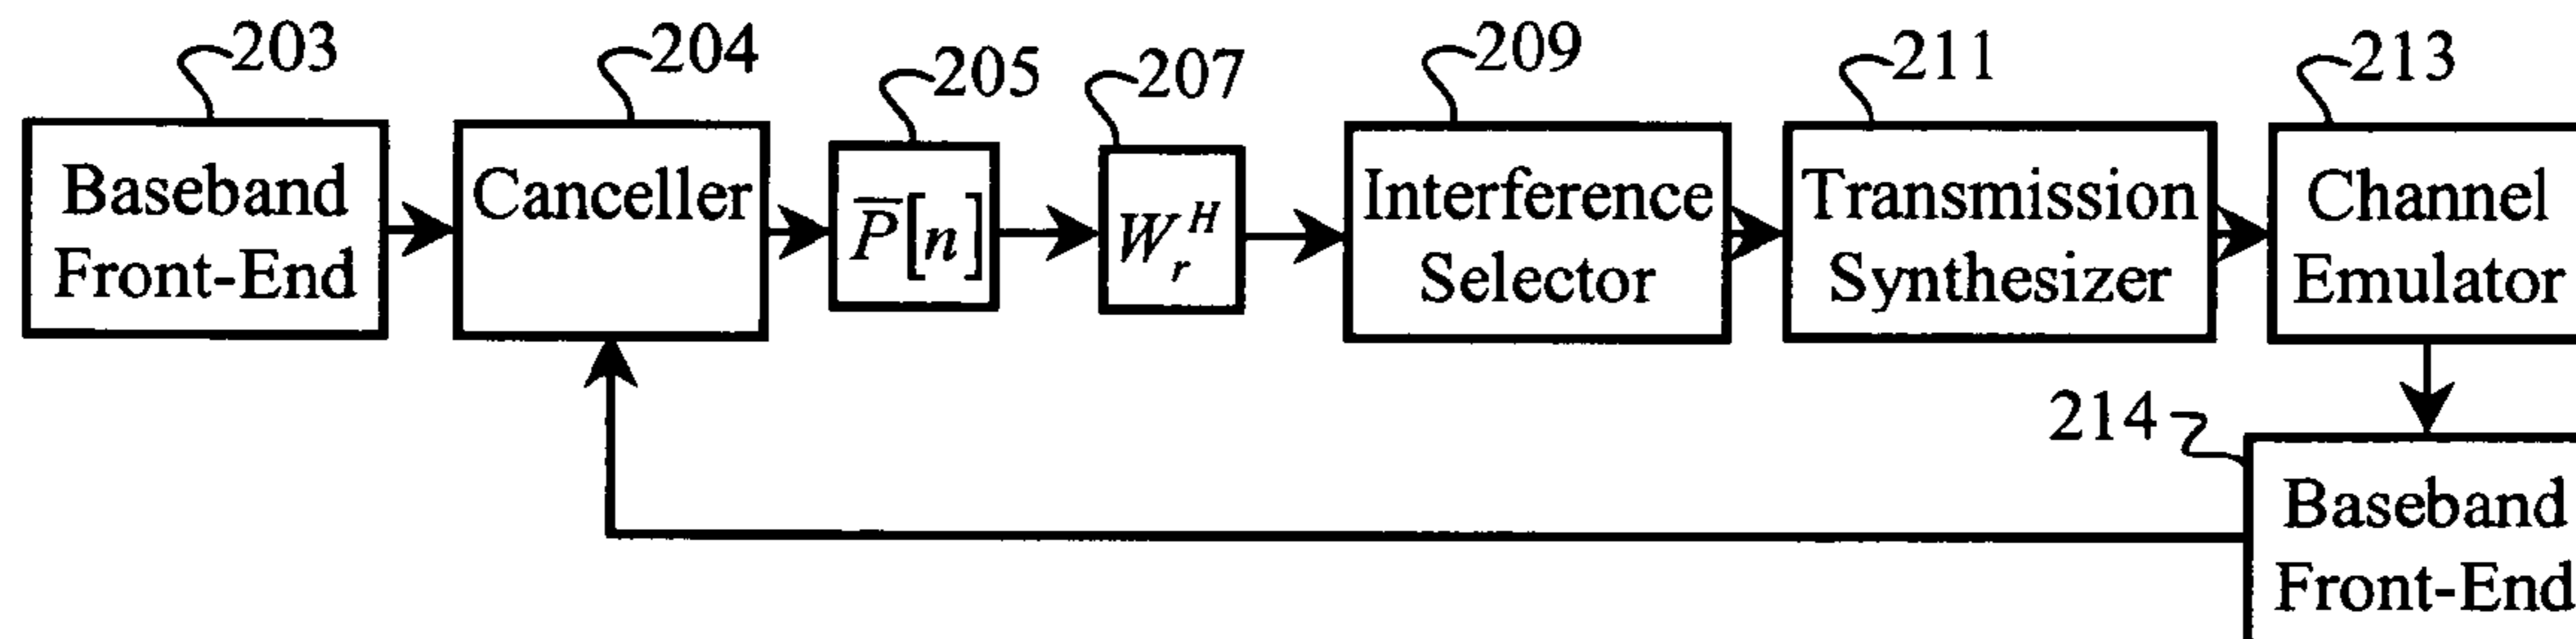 203
204
205
207
209
211
213
Baseband
Front-End
Canceller
P̅[n]
W_r^H
Interference
Selector
Transmission
Synthesizer
Channel
Emulator
214
Baseband
Front-End